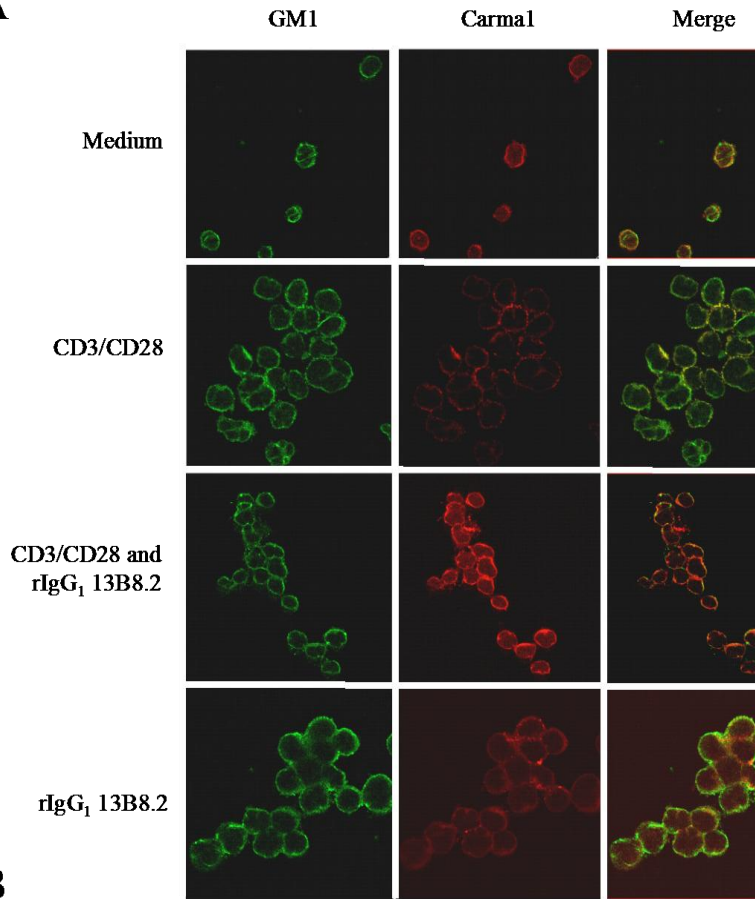 GM1 Carma1 Merge
Medium
CD3/CD28
CD3/CD28 and
rIgG₁ 13B8.2
rIgG₁ 13B8.2